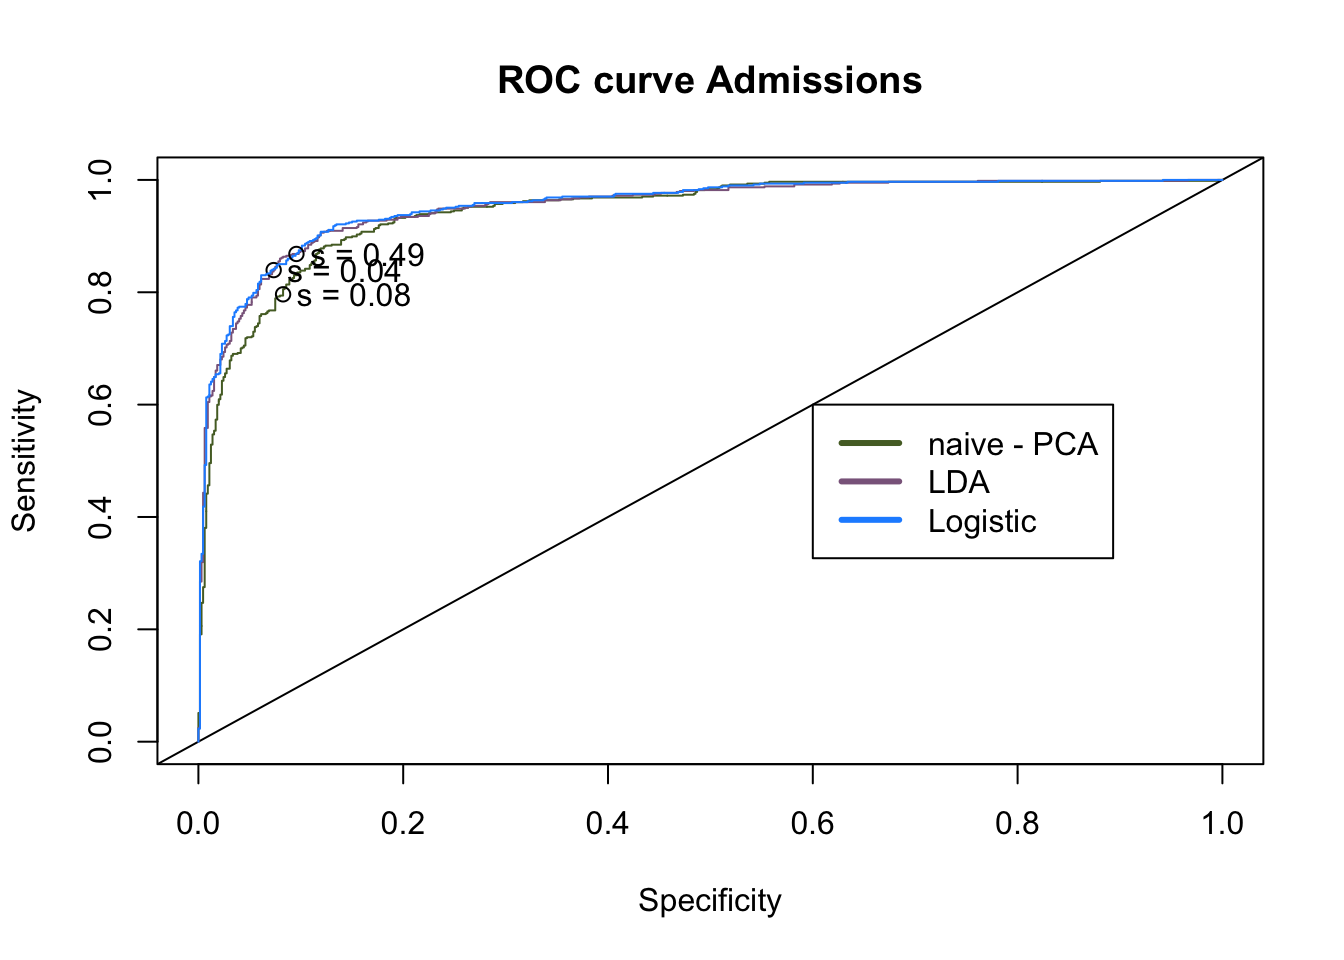 ROC curve Admissions
Sensitivity
1.0
0.8
0.6
0.4
0.2
0.0
s = 0.49
s = 0.04
s = 0.08
naive - PCA
LDA
Logistic
0.0 0.2 0.4 0.6 0.8 1.0
Specificity